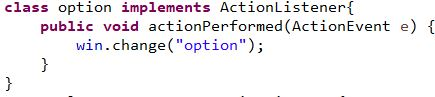 class option implements ActionListener{
    public void actionPerformed(ActionEvent e) {
        win.change("option");
    }
}